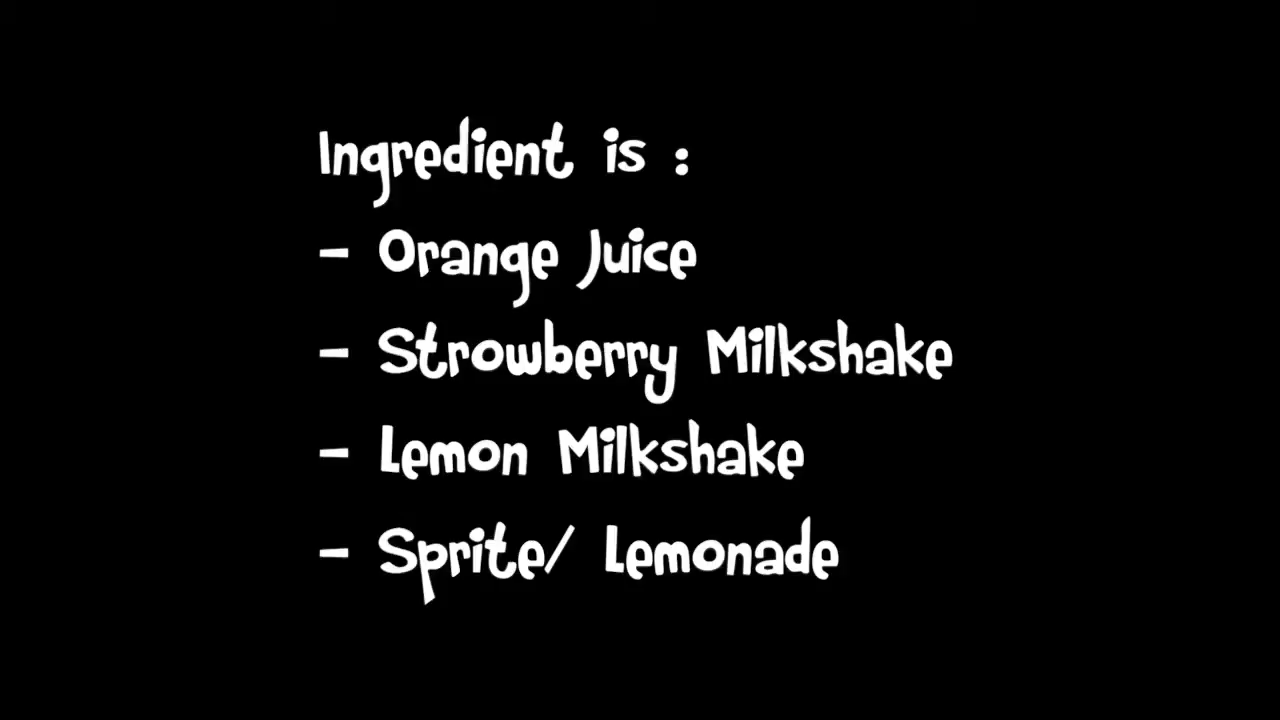 Ingredient is :
- Orange Juice
- Strowberry Milkshake
- Lemon Milkshake
- Sprite/ Lemonade